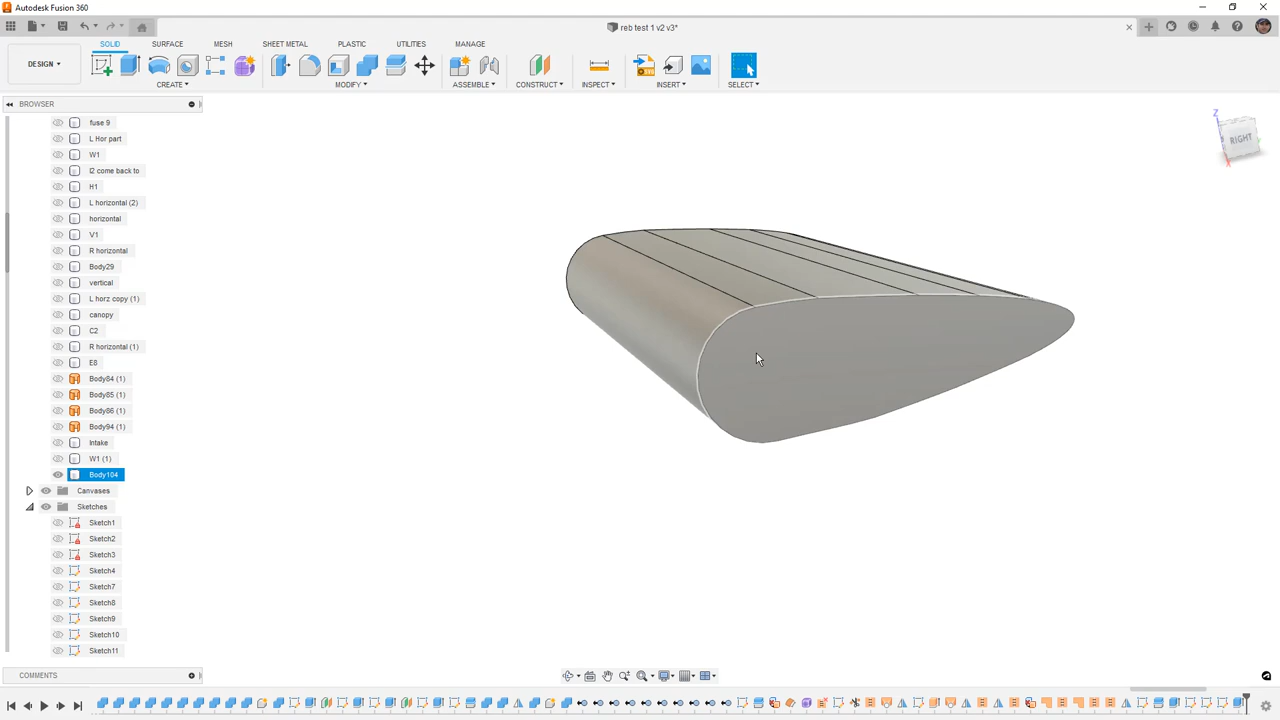 Autodesk Fusion 360
reb test 1 v2 v3*
DESIGN
SOLID SURFACE MESH SHEET METAL PLASTIC UTILITIES MANAGE
CREATE MODIFY ASSEMBLE CONSTRUCT INSPECT INSERT SELECT
BROWSER
fuse 9
L Hor part
W1
I2 come back to
H1
L horizontal (2)
horizontal
V1
R horizontal
Body29
vertical
L horz copy (1)
canopy
C2
R horizontal (1)
E8
Body84 (1)
Body85 (1)
Body86 (1)
Body94 (1)
Intake
W1 (1)
Body104
Canvases
Sketches
Sketch1
Sketch2
Sketch3
Sketch4
Sketch7
Sketch8
Sketch9
Sketch10
Sketch11
COMMENTS
Z
RIGHT
X